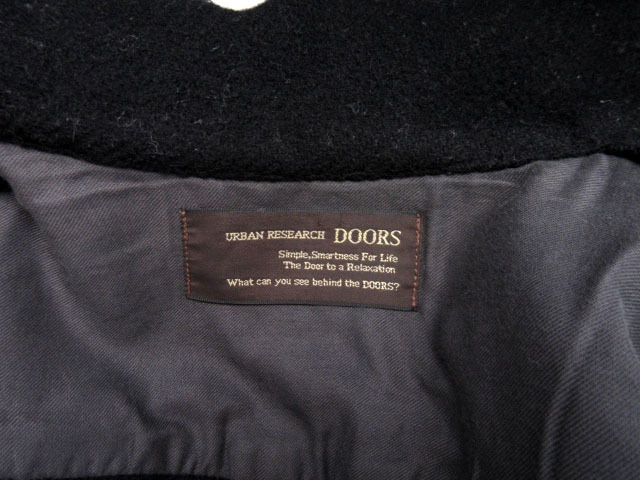 URBAN RESEARCH DOORS
Simple,Smartness For Life
The Door to a Relaxation
What can you see behind the DOORS?